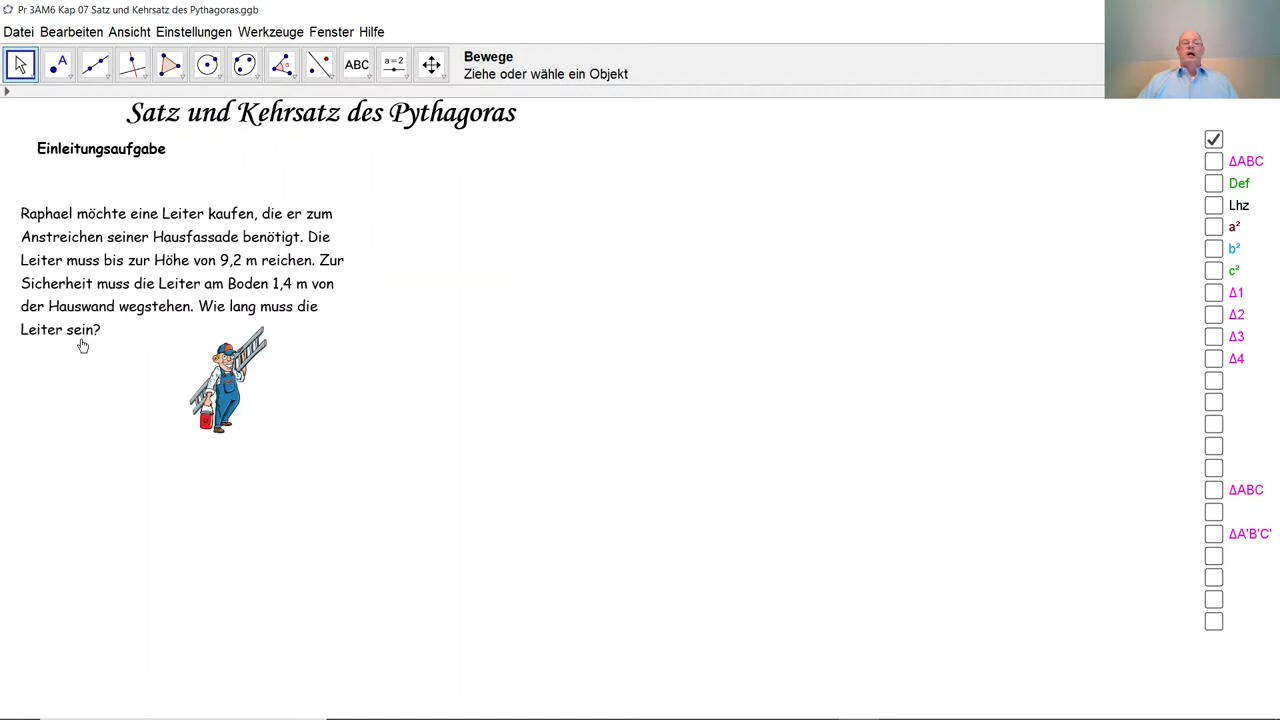 Pr 3AM6 Kap 07 Satz und Kehrsatz des Pythagoras.ggb
Datei Bearbeiten Ansicht Einstellungen Werkzeuge Fenster Hilfe
A
ABC
a=2
Bewege
Ziehe oder wähle ein Objekt
Satz und Kehrsatz des Pythagoras
Einleitungsaufgabe
Raphael möchte eine Leiter kaufen, die er zum
Anstreichen seiner Hausfassade benötigt. Die
Leiter muss bis zur Höhe von 9,2 m reichen. Zur
Sicherheit muss die Leiter am Boden 1,4 m von
der Hauswand wegstehen. Wie lang muss die
Leiter sein?
ΔABC
Def
Lhz
a²
b²
c²
Δ1
Δ2
Δ3
Δ4
ΔABC
ΔA'B'C'